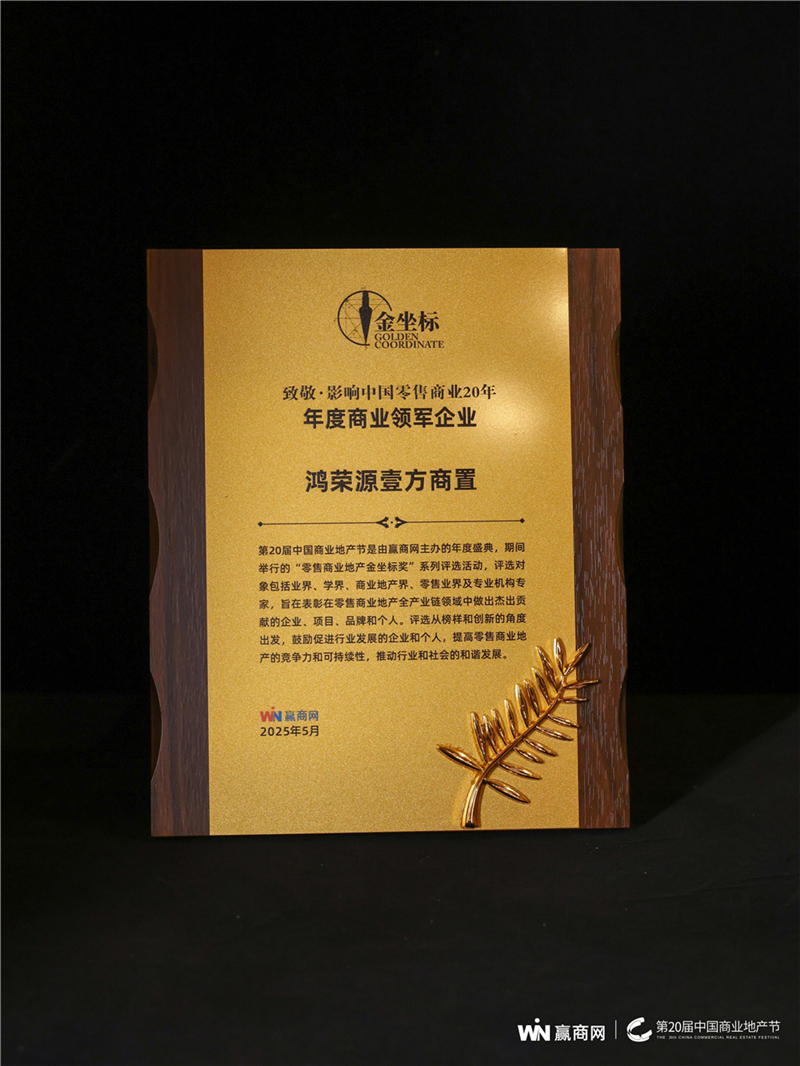 金坐标
GOLDEN
COORDINATE
致敬·影响中国零售商业20年
年度商业领军企业
鸿荣源壹方商置
第20届中国商业地产节是由赢商网主办的年度盛典，期间
举行的“零售商业地产金坐标奖”系列评选活动，评选对
象包括业界、学界、商业地产界、零售业界及专业机构专
家，旨在表彰在零售商业地产全产业链领域中做出杰出贡
献的企业、项目、品牌和个人。评选从榜样和创新的角度
出发，鼓励促进行业发展的企业和个人，提高零售商业地
产的竞争力和可持续性，推动行业和社会的和谐发展。
WIN 赢商网
2025年5月
WIN 赢商网 | 第20届中国商业地产节
THE 20th CHINA COMMERCIAL REAL ESTATE FESTIVAL